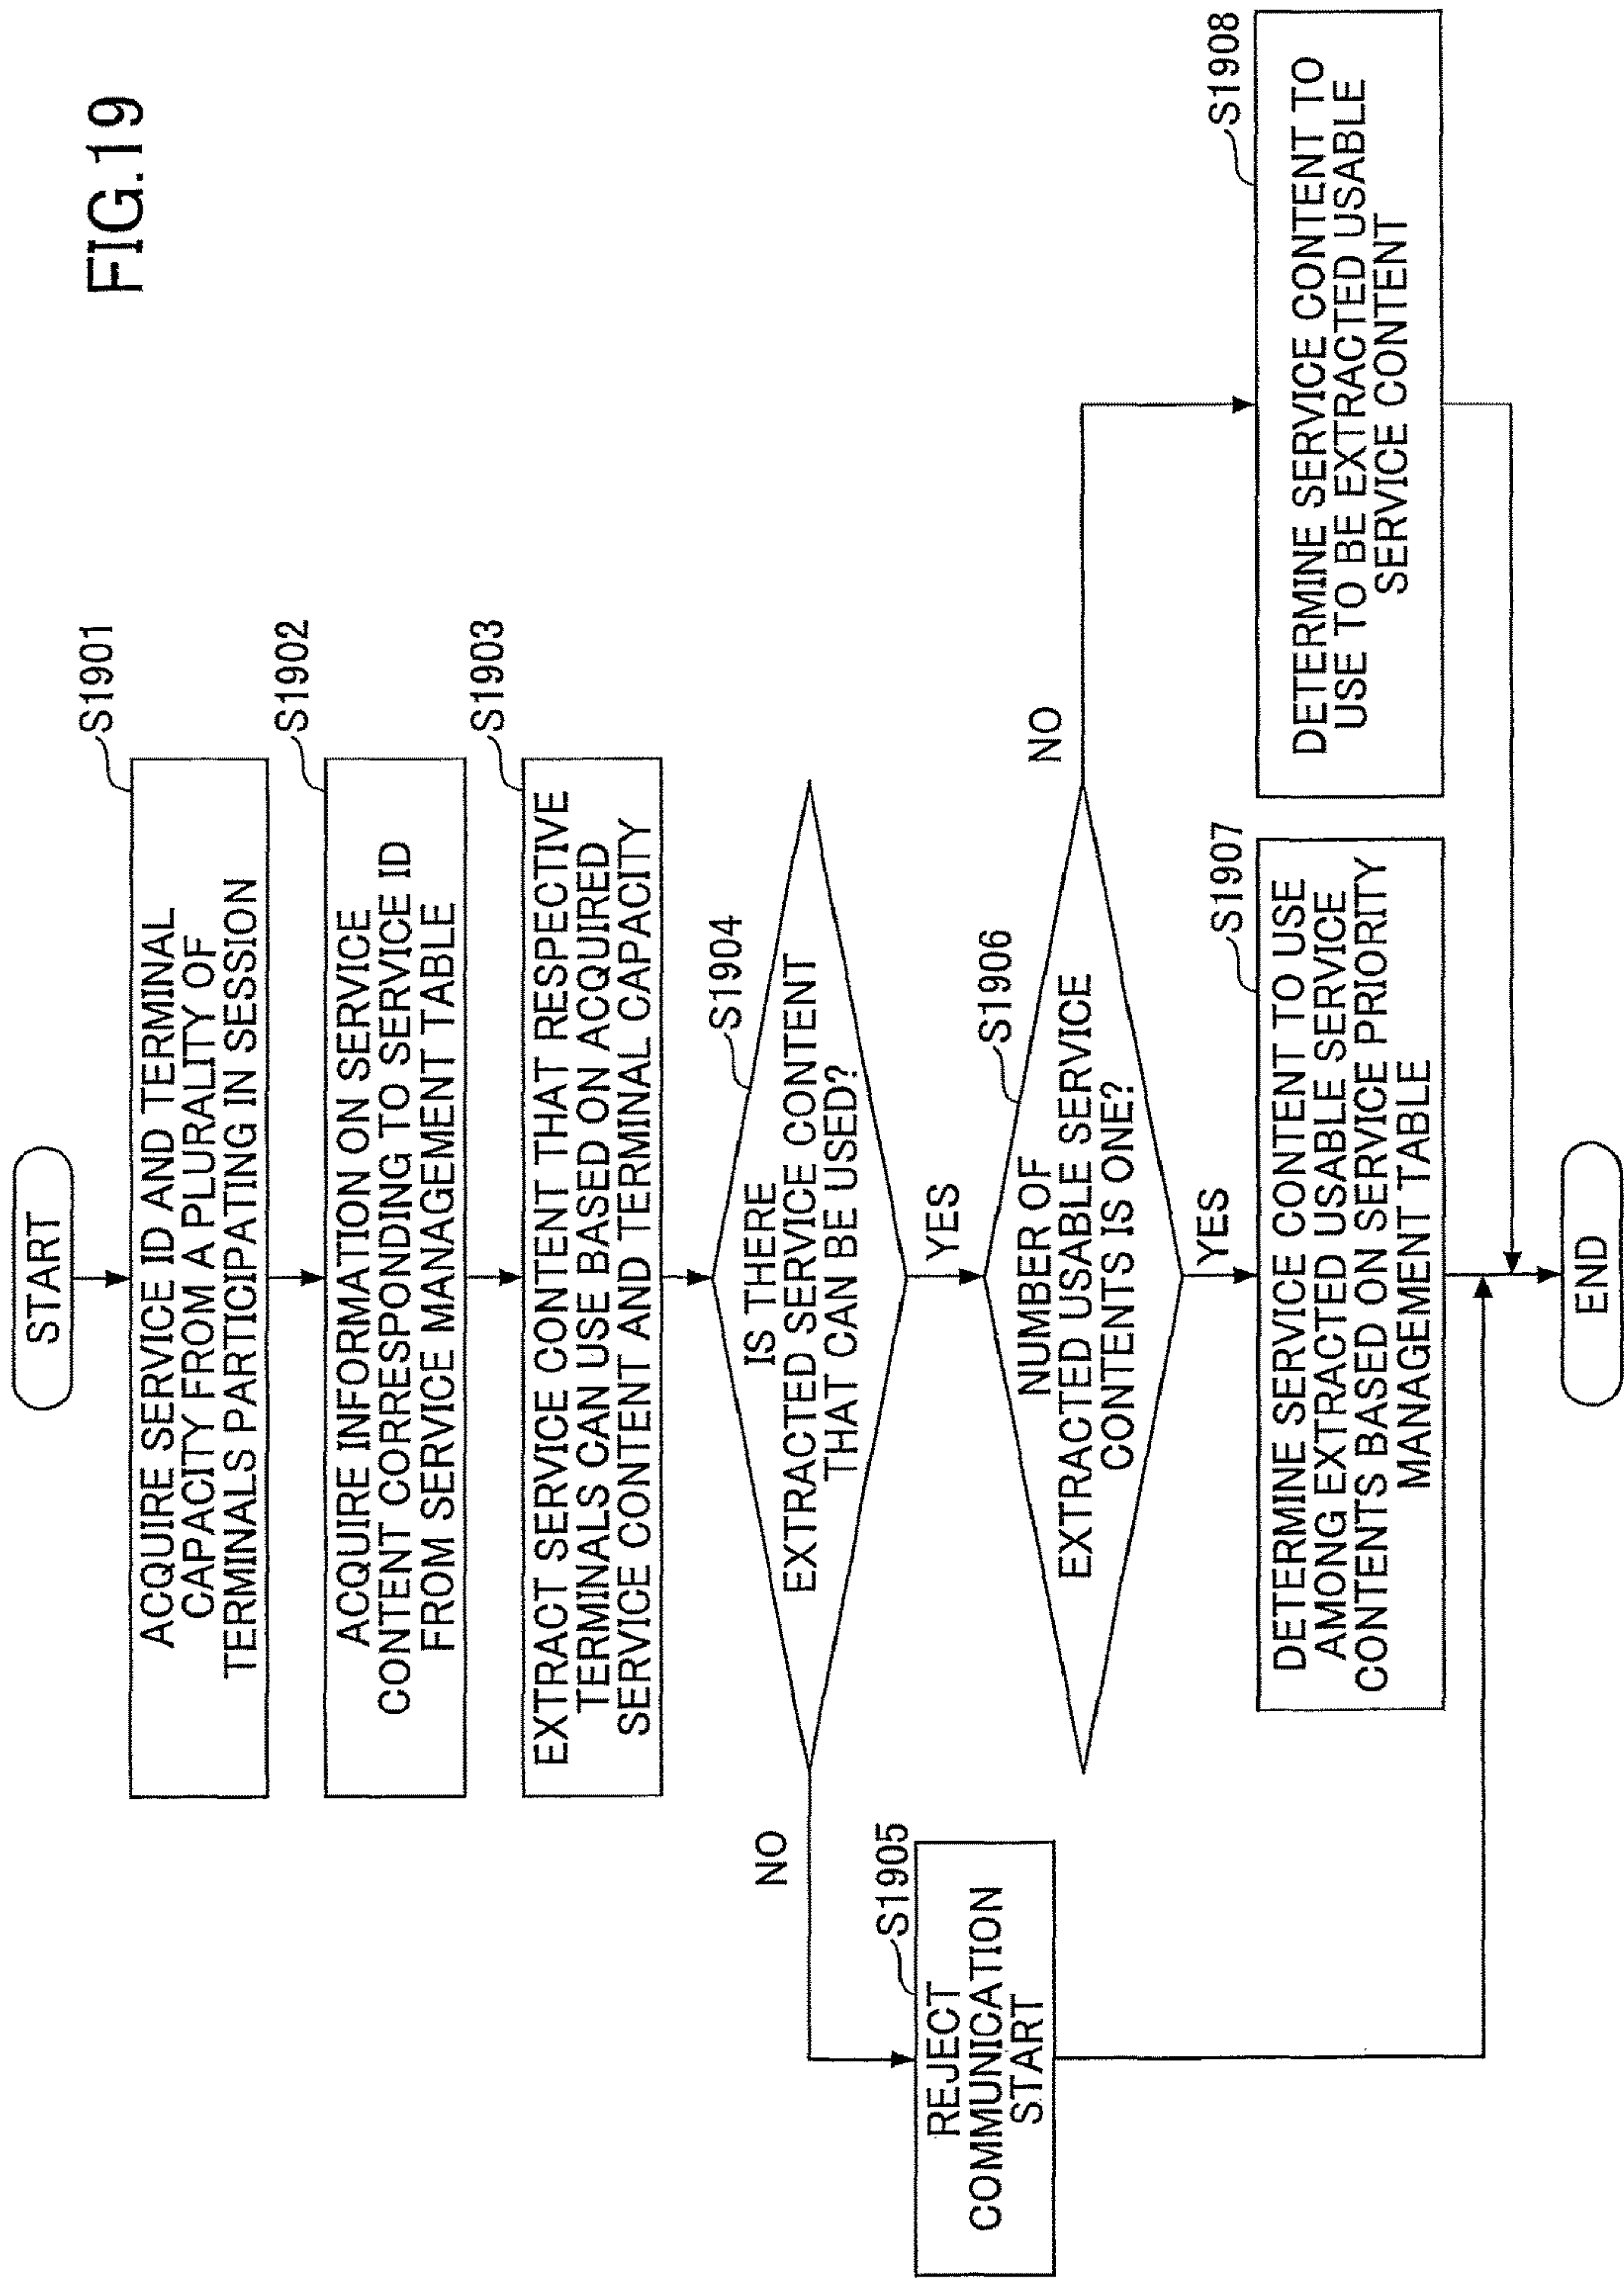 FIG.19
START
S1901
ACQUIRE SERVICE ID AND TERMINAL
CAPACITY FROM A PLURALITY OF
TERMINALS PARTICIPATING IN SESSION
S1902
ACQUIRE INFORMATION ON SERVICE
CONTENT CORRESPONDING TO SERVICE ID
FROM SERVICE MANAGEMENT TABLE
S1903
EXTRACT SERVICE CONTENT THAT RESPECTIVE
TERMINALS CAN USE BASED ON ACQUIRED
SERVICE CONTENT AND TERMINAL CAPACITY
S1904
IS THERE
EXTRACTED SERVICE CONTENT
THAT CAN BE USED?
NO
YES
S1905
REJECT
COMMUNICATION
START
S1906
NUMBER OF
EXTRACTED USABLE SERVICE
CONTENTS IS ONE?
NO
YES
S1907
DETERMINE SERVICE CONTENT TO USE
AMONG EXTRACTED USABLE SERVICE
CONTENTS BASED ON SERVICE PRIORITY
MANAGEMENT TABLE
S1908
DETERMINE SERVICE CONTENT TO
USE TO BE EXTRACTED USABLE
SERVICE CONTENT
END